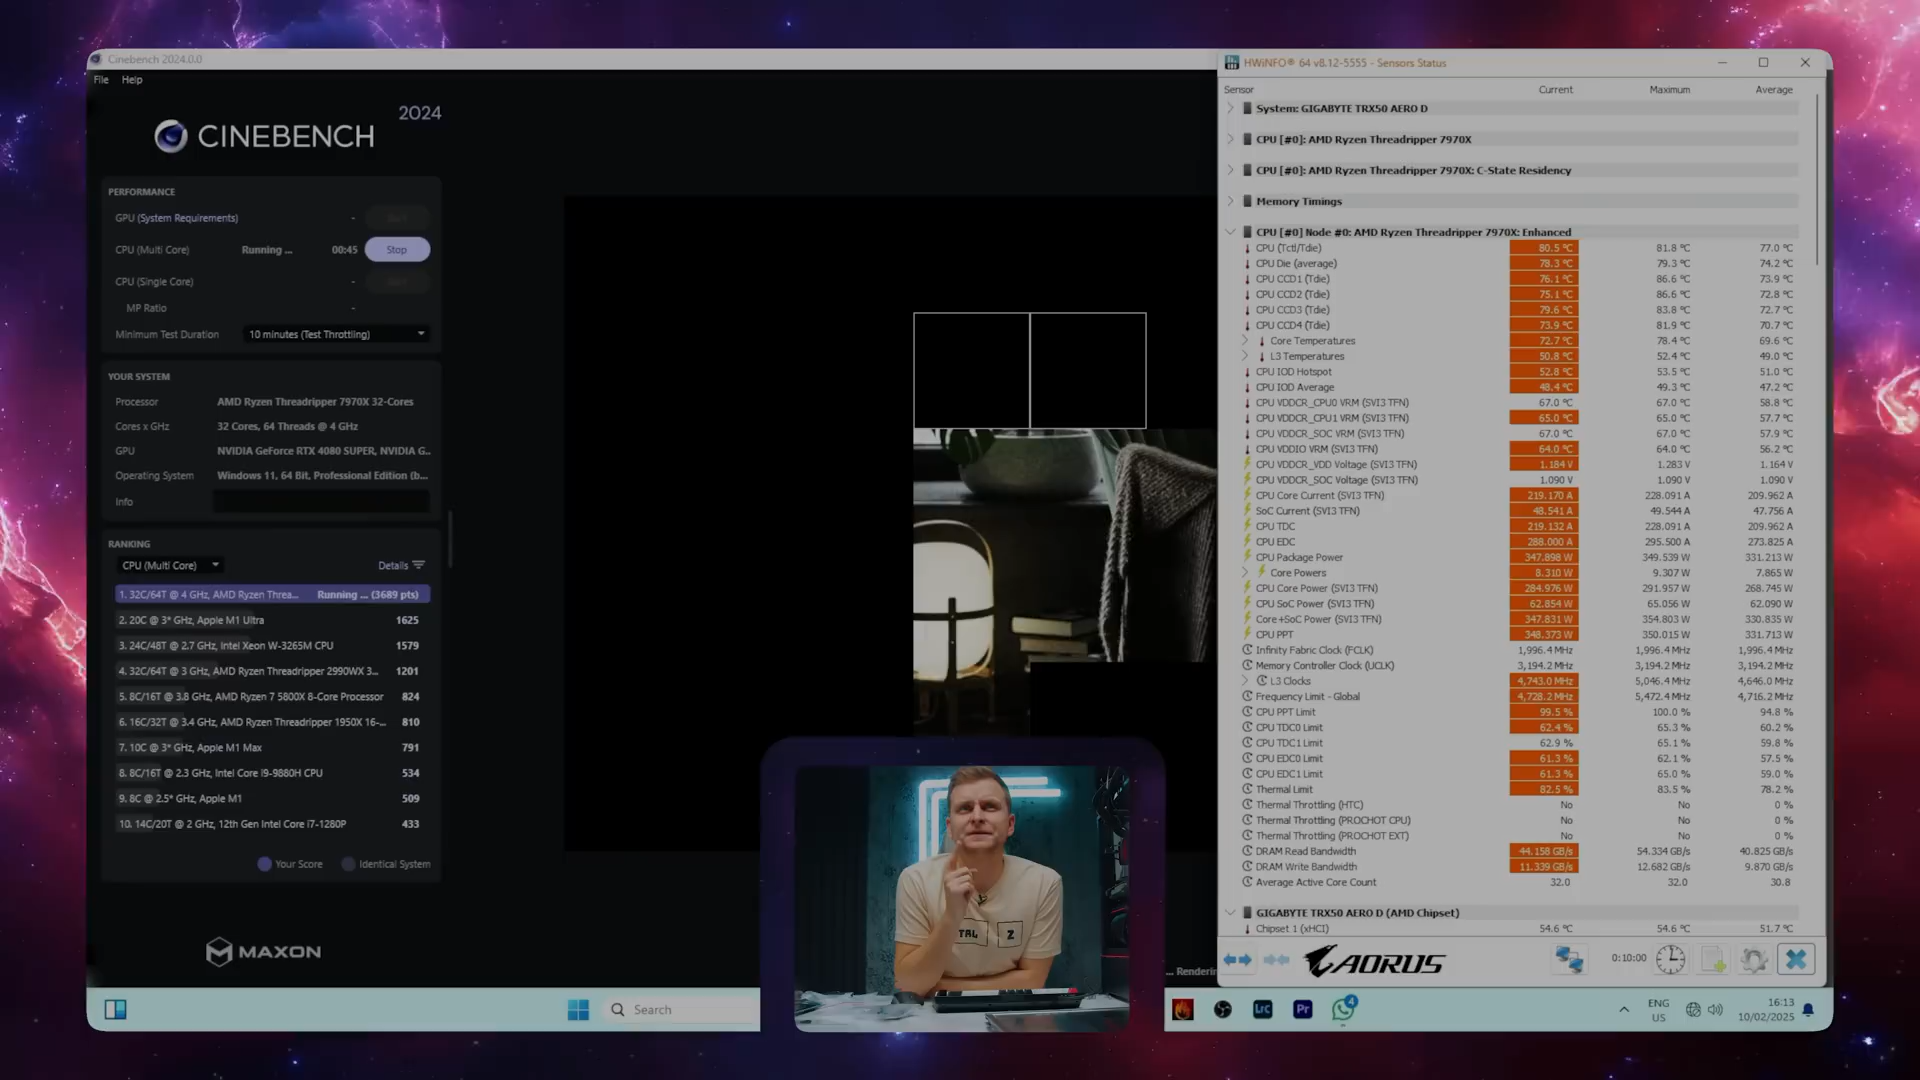 Cinebench 2024.0.0
File Help
2024
CINEBENCH
PERFORMANCE
GPU (System Requirements) -
CPU (Multi Core) Running ... 00:45 Stop
CPU (Single Core) -
MP Ratio -
Minimum Test Duration 10 minutes (Test Throttling)
YOUR SYSTEM
Processor AMD Ryzen Threadripper 7970X 32-Cores
Cores x GHz 32 Cores, 64 Threads @ 4 GHz
GPU NVIDIA GeForce RTX 4080 SUPER, NVIDIA G..
Operating System Windows 11, 64 Bit, Professional Edition (b...
Info
RANKING
CPU (Multi Core) Details
1. 32C/64T @ 4 GHz, AMD Ryzen Threa... Running ... (3689 pts)
2. 20C @ 3* GHz, Apple M1 Ultra 1625
3. 24C/48T @ 2.7 GHz, Intel Xeon W-3265M CPU 1579
4. 32C/64T @ 3 GHz, AMD Ryzen Threadripper 2990WX 3... 1201
5. 8C/16T @ 3.8 GHz, AMD Ryzen 7 5800X 8-Core Processor 824
6. 16C/32T @ 3.4 GHz, AMD Ryzen Threadripper 1950X 16-... 810
7. 10C @ 3* GHz, Apple M1 Max 791
8. 8C/16T @ 2.3 GHz, Intel Core i9-9880H CPU 534
9. 8C @ 2.5* GHz, Apple M1 509
10. 14C/20T @ 2 GHz, 12th Gen Intel Core i7-1280P 433
Your Score Identical System
MAXON
HWiNFO® 64 v8.12-5555 - Sensors Status
Sensor Current Maximum Average
System: GIGABYTE TRX50 AERO D
CPU [#0]: AMD Ryzen Threadripper 7970X
CPU [#0]: AMD Ryzen Threadripper 7970X: C-State Residency
Memory Timings
CPU [#0] Node #0: AMD Ryzen Threadripper 7970X: Enhanced
CPU (Tctl/Tdie) 80.5 °C 81.8 °C 77.0 °C
CPU Die (average) 78.3 °C 79.3 °C 74.2 °C
CPU CCD1 (Tdie) 76.1 °C 86.6 °C 73.9 °C
CPU CCD2 (Tdie) 75.1 °C 86.6 °C 72.8 °C
CPU CCD3 (Tdie) 79.6 °C 83.8 °C 72.7 °C
CPU CCD4 (Tdie) 73.9 °C 81.9 °C 70.7 °C
Core Temperatures 72.7 °C 78.4 °C 69.6 °C
L3 Temperatures 50.8 °C 52.4 °C 49.0 °C
CPU IOD Hotspot 52.8 °C 53.5 °C 51.0 °C
CPU IOD Average 48.4 °C 49.3 °C 47.2 °C
CPU VDDCR_CPU0 VRM (SVI3 TFN) 67.0 °C 67.0 °C 58.8 °C
CPU VDDCR_CPU1 VRM (SVI3 TFN) 65.0 °C 65.0 °C 57.7 °C
CPU VDDCR_SOC VRM (SVI3 TFN) 67.0 °C 67.0 °C 57.9 °C
CPU VDDIO VRM (SVI3 TFN) 64.0 °C 64.0 °C 56.2 °C
CPU VDDCR_VDD Voltage (SVI3 TFN) 1.184 V 1.283 V 1.164 V
CPU VDDCR_SOC Voltage (SVI3 TFN) 1.090 V 1.090 V 1.090 V
CPU Core Current (SVI3 TFN) 219.170 A 228.091 A 209.962 A
SoC Current (SVI3 TFN) 48.541 A 49.544 A 47.756 A
CPU TDC 219.132 A 228.091 A 209.962 A
CPU EDC 288.000 A 295.500 A 273.825 A
CPU Package Power 347.898 W 349.539 W 331.213 W
Core Powers 8.310 W 9.307 W 7.865 W
CPU Core Power (SVI3 TFN) 284.976 W 291.957 W 268.745 W
CPU SoC Power (SVI3 TFN) 62.854 W 65.056 W 62.090 W
Core+SoC Power (SVI3 TFN) 347.831 W 354.803 W 330.835 W
CPU PPT 348.373 W 350.015 W 331.713 W
Infinity Fabric Clock (FCLK) 1,996.4 MHz 1,996.4 MHz 1,996.4 MHz
Memory Controller Clock (UCLK) 3,194.2 MHz 3,194.2 MHz 3,194.2 MHz
L3 Clocks 4,743.0 MHz 5,046.4 MHz 4,646.0 MHz
Frequency Limit - Global 4,728.2 MHz 5,472.4 MHz 4,716.2 MHz
CPU PPT Limit 99.5 % 100.0 % 94.8 %
CPU TDC0 Limit 62.4 % 65.3 % 60.2 %
CPU TDC1 Limit 62.9 % 65.1 % 59.8 %
CPU EDC0 Limit 61.3 % 62.1 % 57.5 %
CPU EDC1 Limit 61.3 % 65.0 % 59.0 %
Thermal Limit 82.5 % 83.5 % 78.2 %
Thermal Throttling (HTC) No No 0 %
Thermal Throttling (PROCHOT CPU) No No 0 %
Thermal Throttling (PROCHOT EXT) No No 0 %
DRAM Read Bandwidth 44.158 GB/s 54.334 GB/s 40.825 GB/s
DRAM Write Bandwidth 11.339 GB/s 12.682 GB/s 9.870 GB/s
Average Active Core Count 32.0 32.0 30.8
GIGABYTE TRX50 AERO D (AMD Chipset)
Chipset 1 (xHCI) 54.6 °C 54.6 °C 51.7 °C
AORUS 0:10:00
... Renderin
TRL Z
Search
LrC Pr 4
ENG
US
16:13
10/02/2025